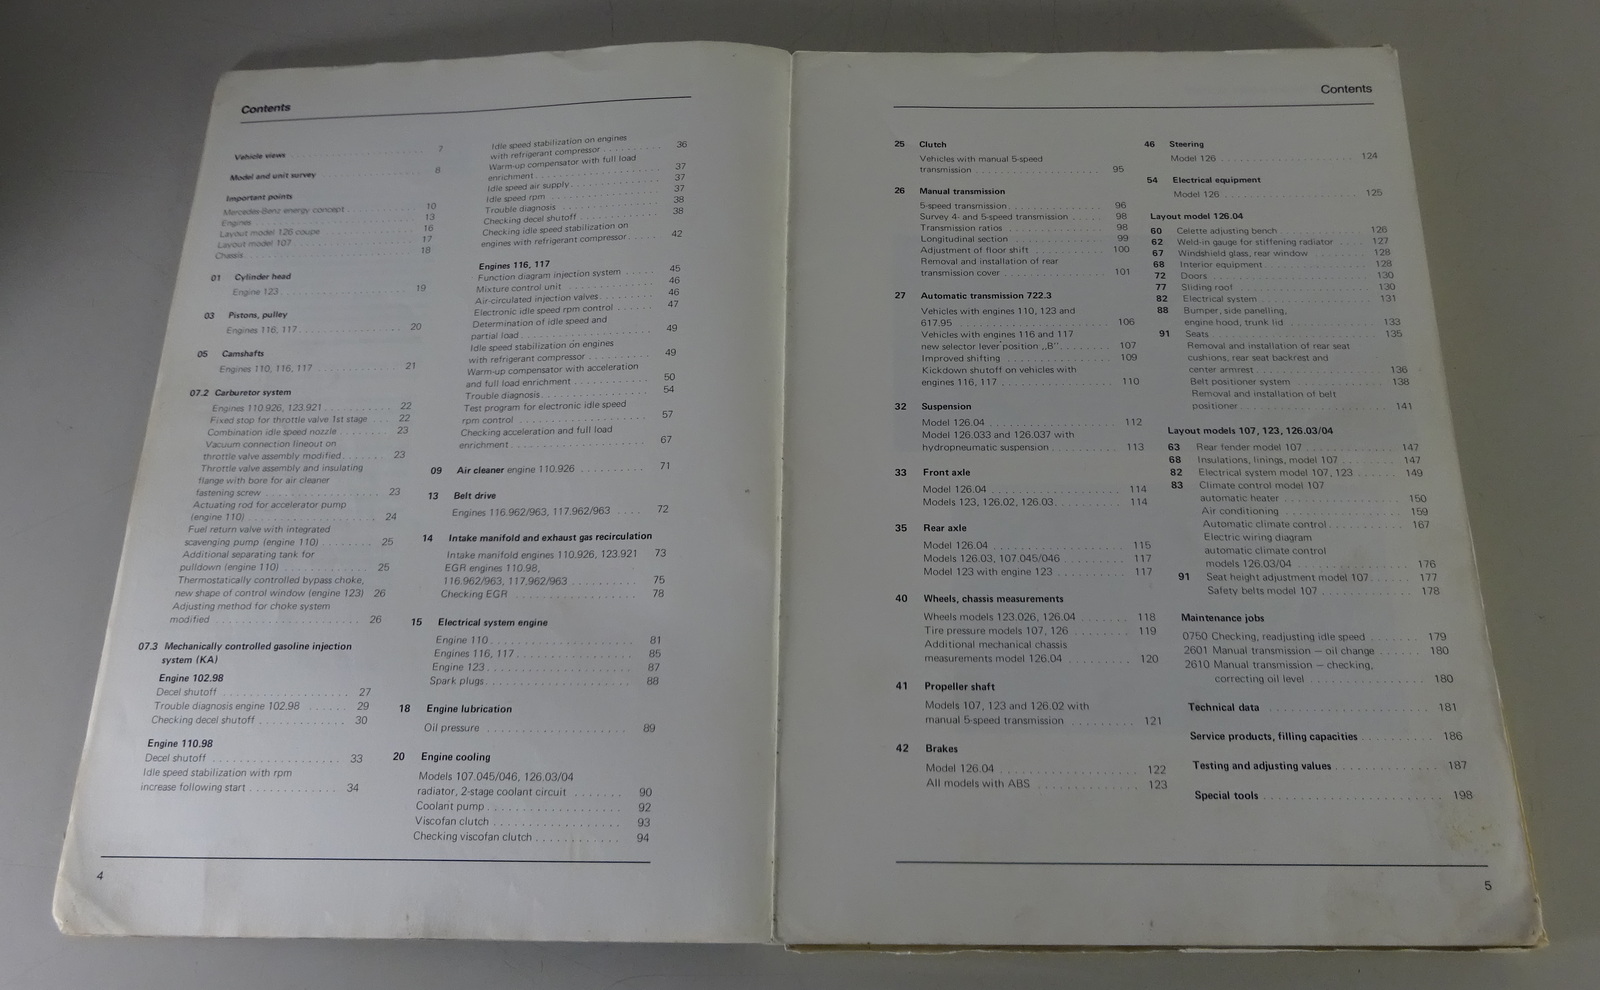 Contents
Vehicle views . . . . . 7
Model and unit survey . . . . . 8
Important points
Mercedes-Benz energy concept . . . . . 10
Engines . . . . . 13
Layout model 126 coupe . . . . . 16
Layout model 107 . . . . . 17
Chassis . . . . . 18
01 Cylinder head
Engine 123 . . . . . 19
03 Pistons, pulley
Engines 116, 117 . . . . . 20
05 Camshafts
Engines 110, 116, 117 . . . . . 21
07.2 Carburetor system
Engines 110.926, 123.921 . . . . . 22
Fixed stop for throttle valve 1st stage . . . 22
Combination idle speed nozzle . . . . . 23
Vacuum connection lineout on
throttle valve assembly modified . . . . . 23
Throttle valve assembly and insulating
flange with bore for air cleaner
fastening screw . . . . . 23
Actuating rod for accelerator pump
(engine 110) . . . . . 24
Fuel return valve with integrated
scavenging pump (engine 110) . . . . . 25
Additional separating tank for
pulldown (engine 110) . . . . . 25
Thermostatically controlled bypass choke,
new shape of control window (engine 123) 26
Adjusting method for choke system
modified . . . . . 26
07.3 Mechanically controlled gasoline injection
system (KA)
Engine 102.98
Decel shutoff . . . . . 27
Trouble diagnosis engine 102.98 . . . . . 29
Checking decel shutoff . . . . . 30
Engine 110.98
Decel shutoff . . . . . 33
Idle speed stabilization with rpm
increase following start . . . . . 34
Idle speed stabilization on engines
with refrigerant compressor . . . . . 36
Warm-up compensator with full load
enrichment . . . . . 37
Idle speed air supply . . . . . 37
Idle speed rpm . . . . . 37
Trouble diagnosis . . . . . 38
Checking decel shutoff . . . . . 38
Checking idle speed stabilization on
engines with refrigerant compressor . . . . . 42
Engines 116, 117
Function diagram injection system . . . . . 45
Mixture control unit . . . . . 46
Air-circulated injection valves . . . . . 46
Electronic idle speed rpm control . . . . . 47
Determination of idle speed and
partial load . . . . . 49
Idle speed stabilization on engines
with refrigerant compressor . . . . . 49
Warm-up compensator with acceleration
and full load enrichment . . . . . 50
Trouble diagnosis . . . . . 54
Test program for electronic idle speed
rpm control . . . . . 57
Checking acceleration and full load
enrichment . . . . . 67
09 Air cleaner engine 110.926 . . . . . 71
13 Belt drive
Engines 116.962/963, 117.962/963 . . . . . 72
14 Intake manifold and exhaust gas recirculation
Intake manifold engines 110.926, 123.921 73
EGR engines 110.98,
116.962/963, 117.962/963 . . . . . 75
Checking EGR . . . . . 78
15 Electrical system engine
Engine 110 . . . . . 81
Engines 116, 117 . . . . . 85
Engine 123 . . . . . 87
Spark plugs . . . . . 88
18 Engine lubrication
Oil pressure . . . . . 89
20 Engine cooling
Models 107.045/046, 126.03/04
radiator, 2-stage coolant circuit . . . . . 90
Coolant pump . . . . . 92
Viscofan clutch . . . . . 93
Checking viscofan clutch . . . . . 94
4
Contents
25 Clutch
Vehicles with manual 5-speed
transmission . . . . . 95
26 Manual transmission
5-speed transmission . . . . . 96
Survey 4- and 5-speed transmission . . . . . 98
Transmission ratios . . . . . 98
Longitudinal section . . . . . 99
Adjustment of floor shift . . . . . 100
Removal and installation of rear
transmission cover . . . . . 101
27 Automatic transmission 722.3
Vehicles with engines 110, 123 and
617.95 . . . . . 106
Vehicles with engines 116 and 117
new selector lever position „B“ . . . . . 107
Improved shifting . . . . . 109
Kickdown shutoff on vehicles with
engines 116, 117 . . . . . 110
32 Suspension
Model 126.04 . . . . . 112
Model 126.033 and 126.037 with
hydropneumatic suspension . . . . . 113
33 Front axle
Model 126.04 . . . . . 114
Models 123, 126.02, 126.03 . . . . . 114
35 Rear axle
Model 126.04 . . . . . 115
Models 126.03, 107.045/046 . . . . . 117
Model 123 with engine 123 . . . . . 117
40 Wheels, chassis measurements
Wheels models 123.026, 126.04 . . . . . 118
Tire pressure models 107, 126 . . . . . 119
Additional mechanical chassis
measurements model 126.04 . . . . . 120
41 Propeller shaft
Models 107, 123 and 126.02 with
manual 5-speed transmission . . . . . 121
42 Brakes
Model 126.04 . . . . . 122
All models with ABS . . . . . 123
46 Steering
Model 126 . . . . . 124
54 Electrical equipment
Model 126 . . . . . 125
Layout model 126.04
60 Celette adjusting bench . . . . . 126
62 Weld-in gauge for stiffening radiator . . . . . 127
67 Windshield glass, rear window . . . . . 128
68 Interior equipment . . . . . 128
72 Doors . . . . . 130
77 Sliding roof . . . . . 130
82 Electrical system . . . . . 131
88 Bumper, side panelling,
engine hood, trunk lid . . . . . 133
91 Seats . . . . . 135
Removal and installation of rear seat
cushions, rear seat backrest and
center armrest . . . . . 136
Belt positioner system . . . . . 138
Removal and installation of belt
positioner . . . . . 141
Layout models 107, 123, 126.03/04
63 Rear fender model 107 . . . . . 147
68 Insulations, linings, model 107 . . . . . 147
82 Electrical system model 107, 123 . . . . . 149
83 Climate control model 107
automatic heater . . . . . 150
Air conditioning . . . . . 159
Automatic climate control . . . . . 167
Electric wiring diagram
automatic climate control
models 126.03/04 . . . . . 176
91 Seat height adjustment model 107 . . . . . 177
Safety belts model 107 . . . . . 178
Maintenance jobs
0750 Checking, readjusting idle speed . . . . . 179
2601 Manual transmission – oil change . . . . . 180
2610 Manual transmission – checking,
correcting oil level . . . . . 180
Technical data . . . . . 181
Service products, filling capacities . . . . . 186
Testing and adjusting values . . . . . 187
Special tools . . . . . 198
5